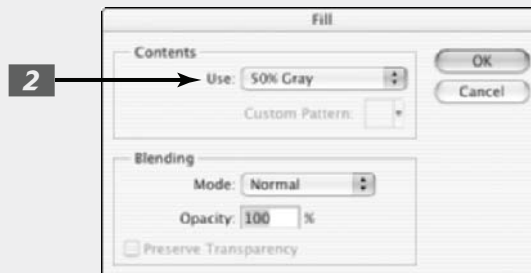 Fill
Contents
OK
2
Use: 50% Gray
Cancel
Custom Pattern:
Blending
Mode: Normal
Opacity: 100 %
Preserve Transparency